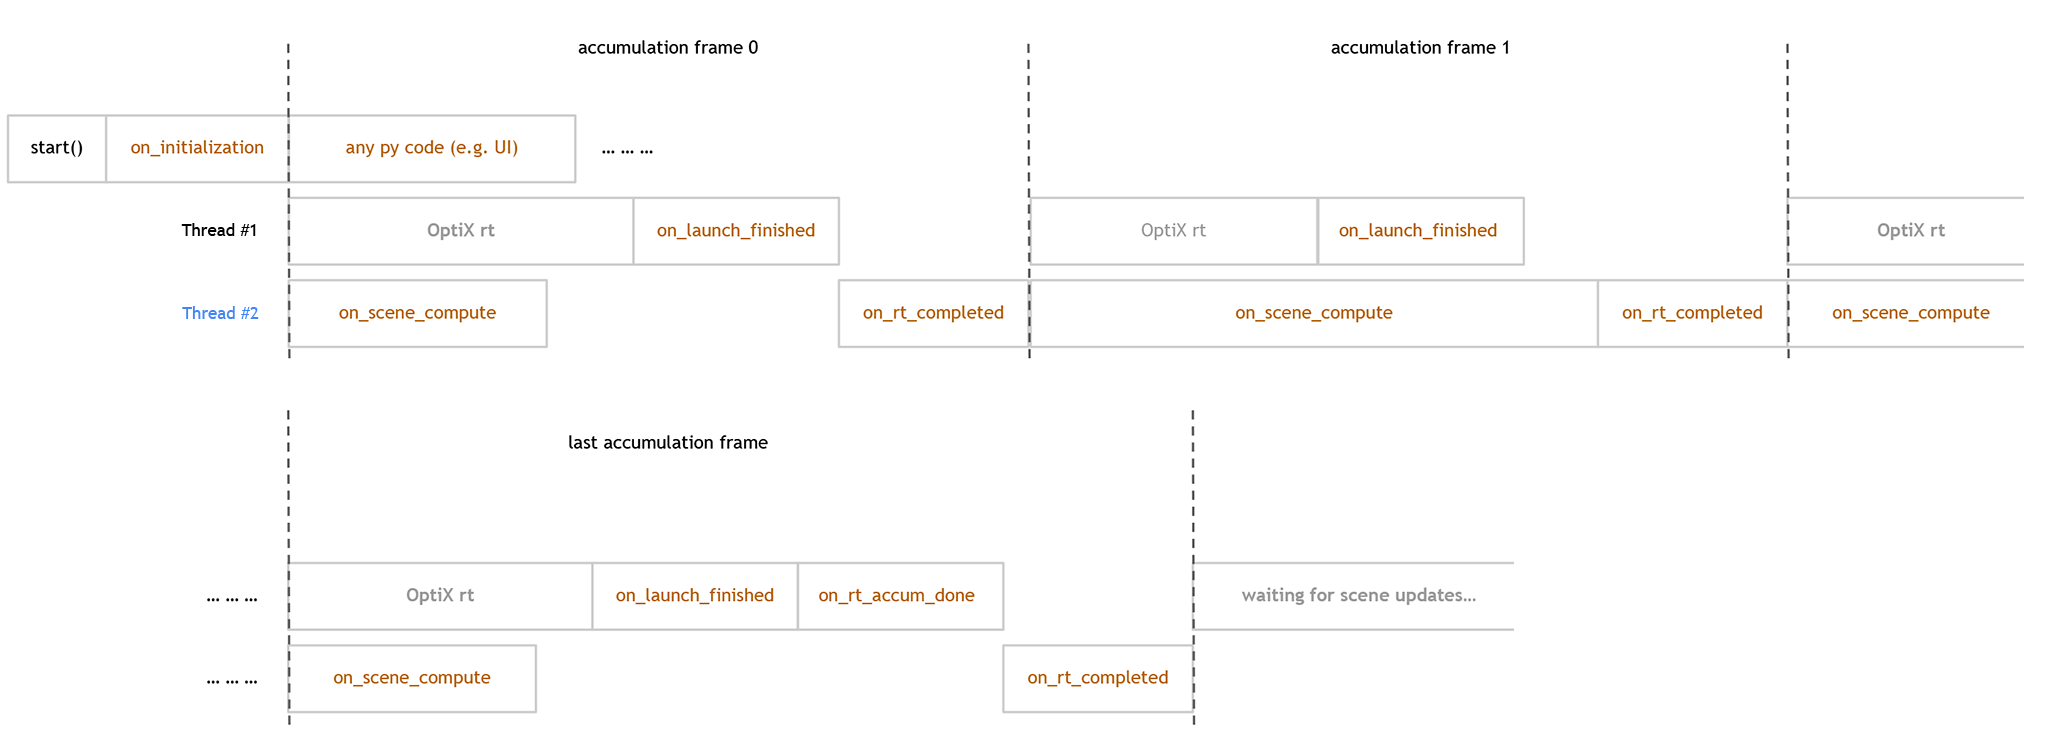 accumulation frame 0
accumulation frame 1
start()
on_initialization
any py code (e.g. UI)
... ... ...
Thread #1
OptiX rt
on_launch_finished
OptiX rt
on_launch_finished
OptiX rt
Thread #2
on_scene_compute
on_rt_completed
on_scene_compute
on_rt_completed
on_scene_compute
last accumulation frame
... ... ...
OptiX rt
on_launch_finished
on_rt_accum_done
waiting for scene updates...
... ... ...
on_scene_compute
on_rt_completed